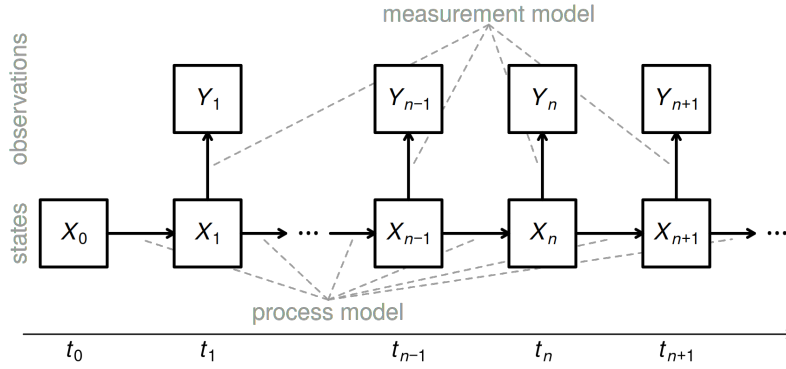 measurement model
observations
Y₁ Yₙ₋₁ Yₙ Yₙ₊₁
states
X₀ X₁ ··· Xₙ₋₁ Xₙ Xₙ₊₁ ···
process model
t₀ t₁ tₙ₋₁ tₙ tₙ₊₁